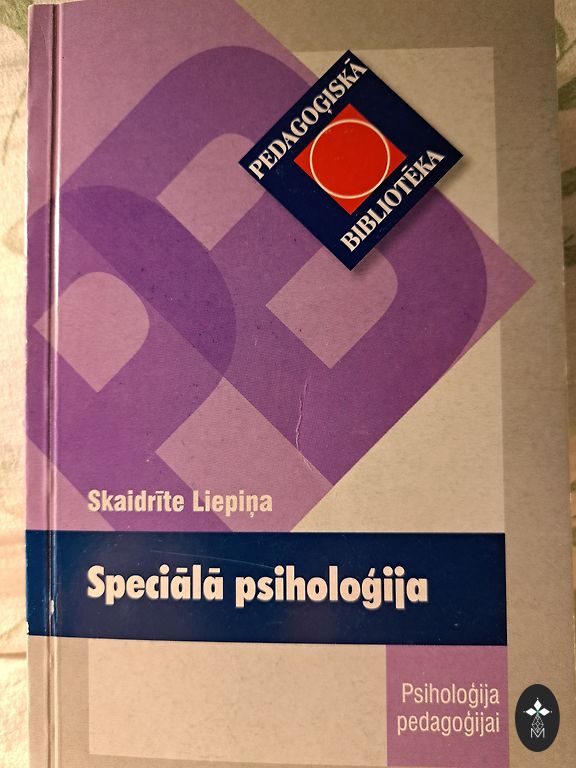 PEDAGOĢISKĀ
BIBLIOTĒKA
Skaidrīte Liepiņa
Speciālā psiholoģija
Psiholoģija
pedagoģijai
M